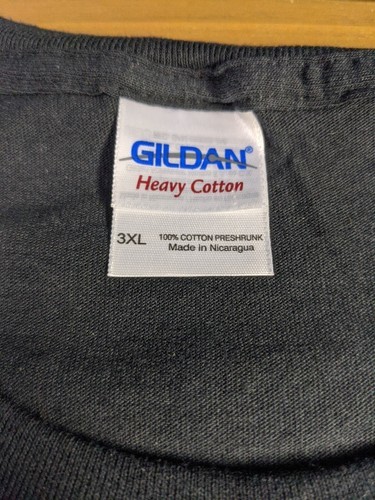 GILDAN®
Heavy Cotton
3XL 100% COTTON PRESHRUNK
Made in Nicaragua